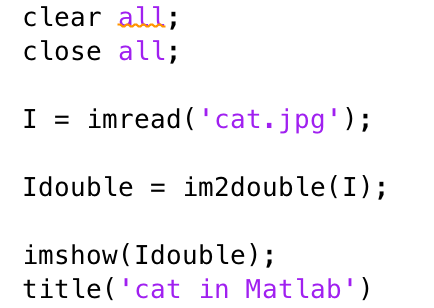 clear all;
close all;
I = imread('cat.jpg');
Idouble = im2double(I);
imshow(Idouble);
title('cat in Matlab')